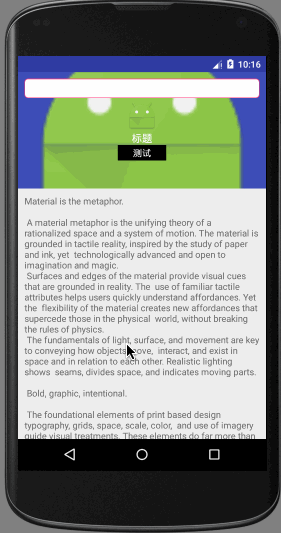 10:16
标题
测试
Material is the metaphor.
A material metaphor is the unifying theory of a
rationalized space and a system of motion. The material is
grounded in tactile reality, inspired by the study of paper
and ink, yet technologically advanced and open to
imagination and magic.
Surfaces and edges of the material provide visual cues
that are grounded in reality. The use of familiar tactile
attributes helps users quickly understand affordances. Yet
the flexibility of the material creates new affordances that
supercede those in the physical world, without breaking
the rules of physics.
The fundamentals of light, surface, and movement are key
to conveying how objects move, interact, and exist in
space and in relation to each other. Realistic lighting
shows seams, divides space, and indicates moving parts.
Bold, graphic, intentional.
The foundational elements of print based design
typography, grids, space, scale, color, and use of imagery
guide visual treatments. These elements do far more than